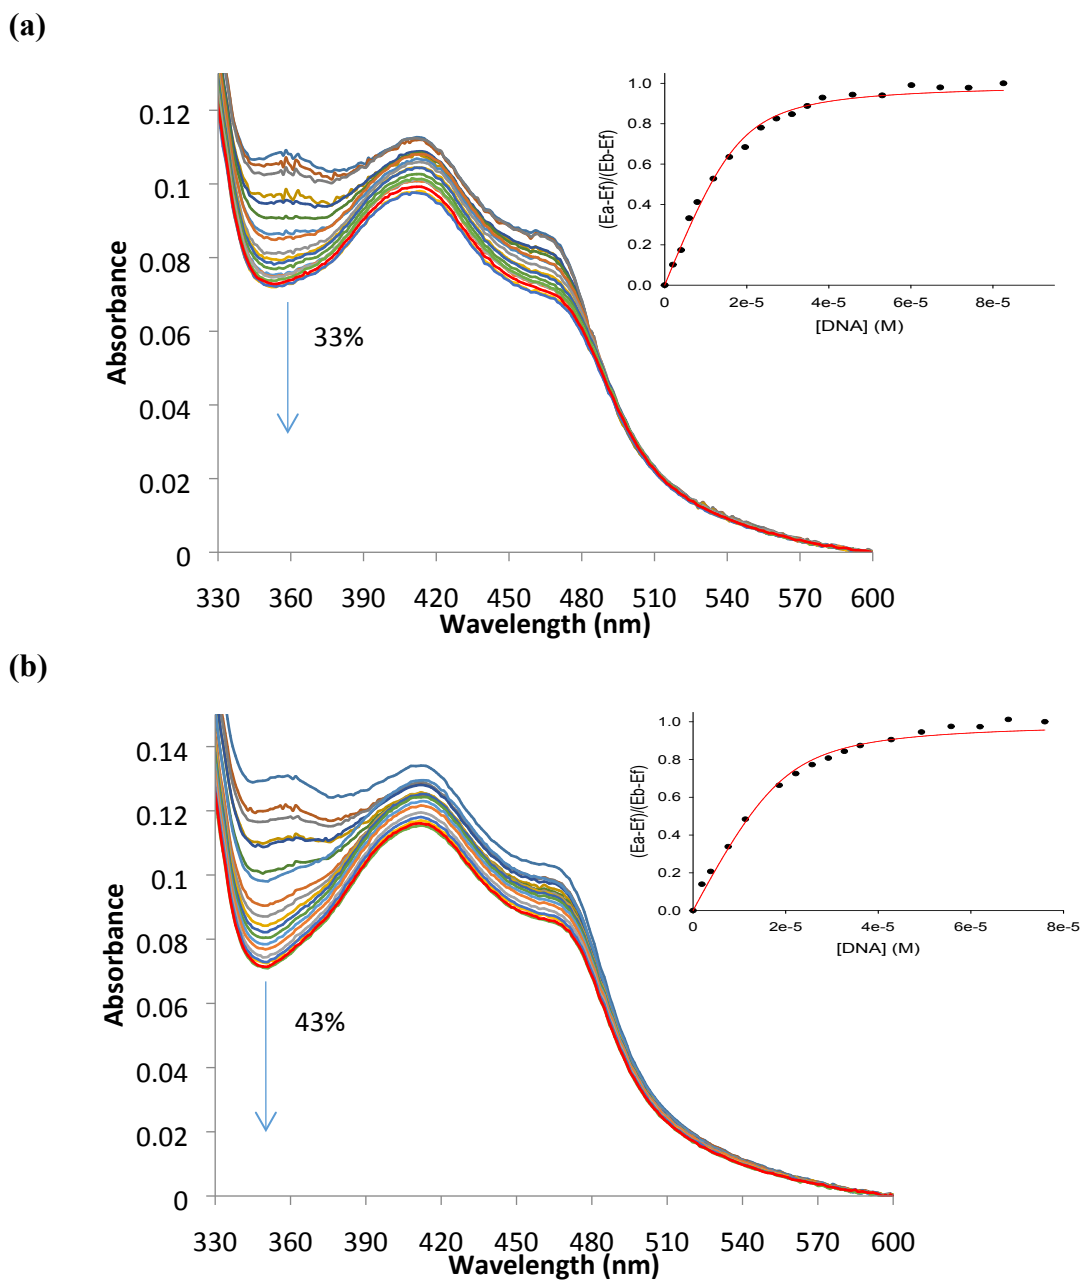 (a)
0.12
0.1
0.08
0.06
0.04
0.02
0
Absorbance
33%
330 360 390 420 450 480 510 540 570 600
Wavelength (nm)
1.0
0.8
0.6
0.4
0.2
0.0
(Ea-Ef)/(Eb-Ef)
0 2e-5 4e-5 6e-5 8e-5
[DNA] (M)
(b)
0.14
0.12
0.1
0.08
0.06
0.04
0.02
0
Absorbance
43%
330 360 390 420 450 480 510 540 570 600
Wavelength (nm)
1.0
0.8
0.6
0.4
0.2
0.0
(Ea-Ef)/(Eb-Ef)
0 2e-5 4e-5 6e-5 8e-5
[DNA] (M)